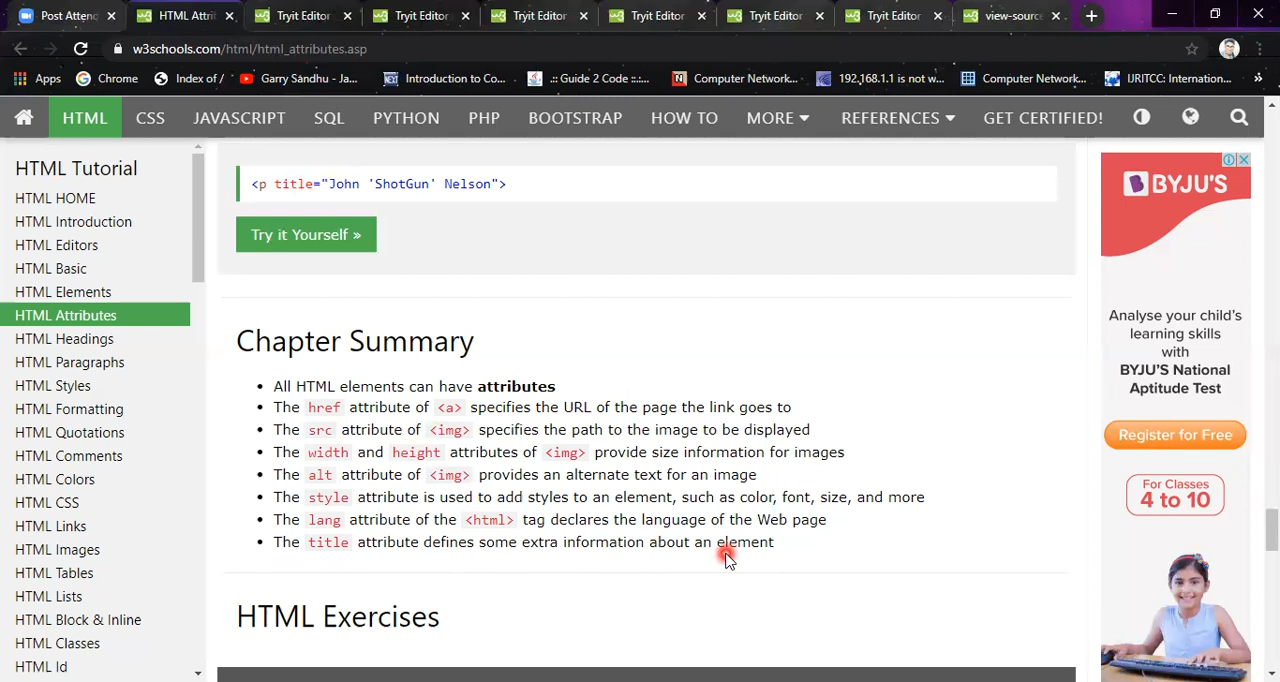 Post Attend
HTML Attri
Tryit Editor
Tryit Editor
Tryit Editor
Tryit Editor
Tryit Editor
Tryit Editor
view-source
w3schools.com/html/html_attributes.asp
Apps
Chrome
Index of /
Garry Sandhu - Ja...
Introduction to Co...
.:: Guide 2 Code ::...
Computer Network...
192.168.1.1 is not w...
Computer Network...
IJRITCC: Internation...
HTML
CSS
JAVASCRIPT
SQL
PYTHON
PHP
BOOTSTRAP
HOW TO
MORE
REFERENCES
GET CERTIFIED!
HTML Tutorial
HTML HOME
HTML Introduction
HTML Editors
HTML Basic
HTML Elements
HTML Attributes
HTML Headings
HTML Paragraphs
HTML Styles
HTML Formatting
HTML Quotations
HTML Comments
HTML Colors
HTML CSS
HTML Links
HTML Images
HTML Tables
HTML Lists
HTML Block & Inline
HTML Classes
HTML Id
<p title="John 'ShotGun' Nelson">
Try it Yourself »
Chapter Summary
• All HTML elements can have attributes
• The href attribute of <a> specifies the URL of the page the link goes to
• The src attribute of <img> specifies the path to the image to be displayed
• The width and height attributes of <img> provide size information for images
• The alt attribute of <img> provides an alternate text for an image
• The style attribute is used to add styles to an element, such as color, font, size, and more
• The lang attribute of the <html> tag declares the language of the Web page
• The title attribute defines some extra information about an element
HTML Exercises
BYJU'S
Analyse your child's
learning skills
with
BYJU'S National
Aptitude Test
Register for Free
For Classes
4 to 10